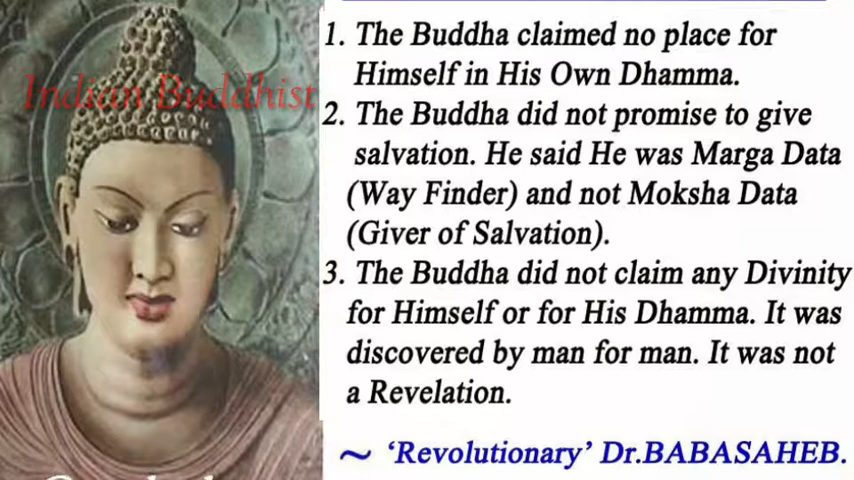 Indian Buddhist
1. The Buddha claimed no place for
Himself in His Own Dhamma.
2. The Buddha did not promise to give
salvation. He said He was Marga Data
(Way Finder) and not Moksha Data
(Giver of Salvation).
3. The Buddha did not claim any Divinity
for Himself or for His Dhamma. It was
discovered by man for man. It was not
a Revelation.
~ ‘Revolutionary’ Dr.BABASAHEB.